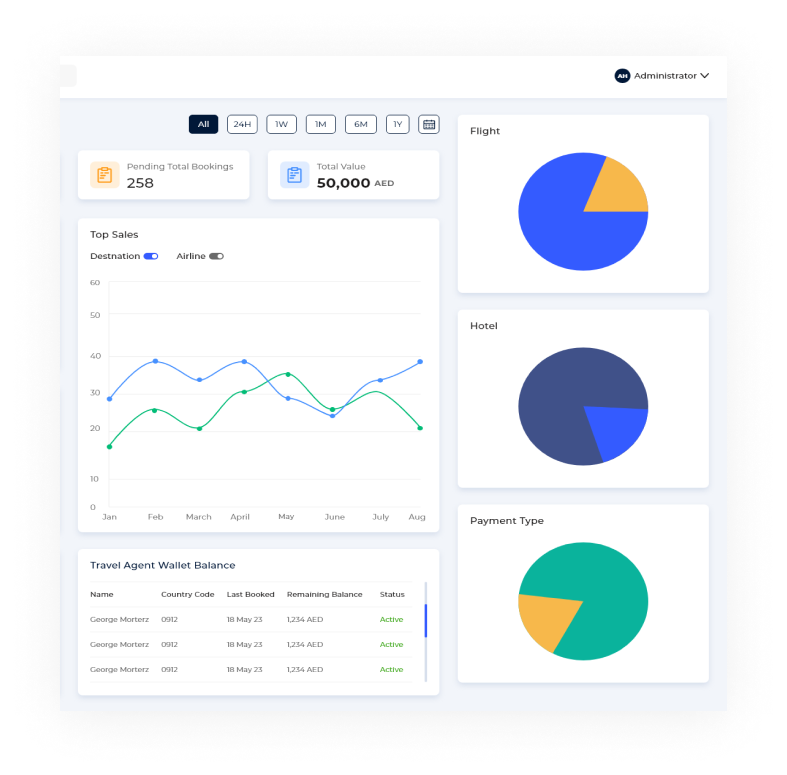 AH Administrator
All 24H 1W 1M 6M 1Y
Pending Total Bookings
258
Total Value
50,000 AED
Top Sales
Destnation Airline
60
50
40
30
20
10
0
Jan Feb March April May June July Aug
Travel Agent Wallet Balance
Name Country Code Last Booked Remaining Balance Status
George Morterz 0912 18 May 23 1,234 AED Active
George Morterz 0912 18 May 23 1,234 AED Active
George Morterz 0912 18 May 23 1,234 AED Active
Flight
Hotel
Payment Type